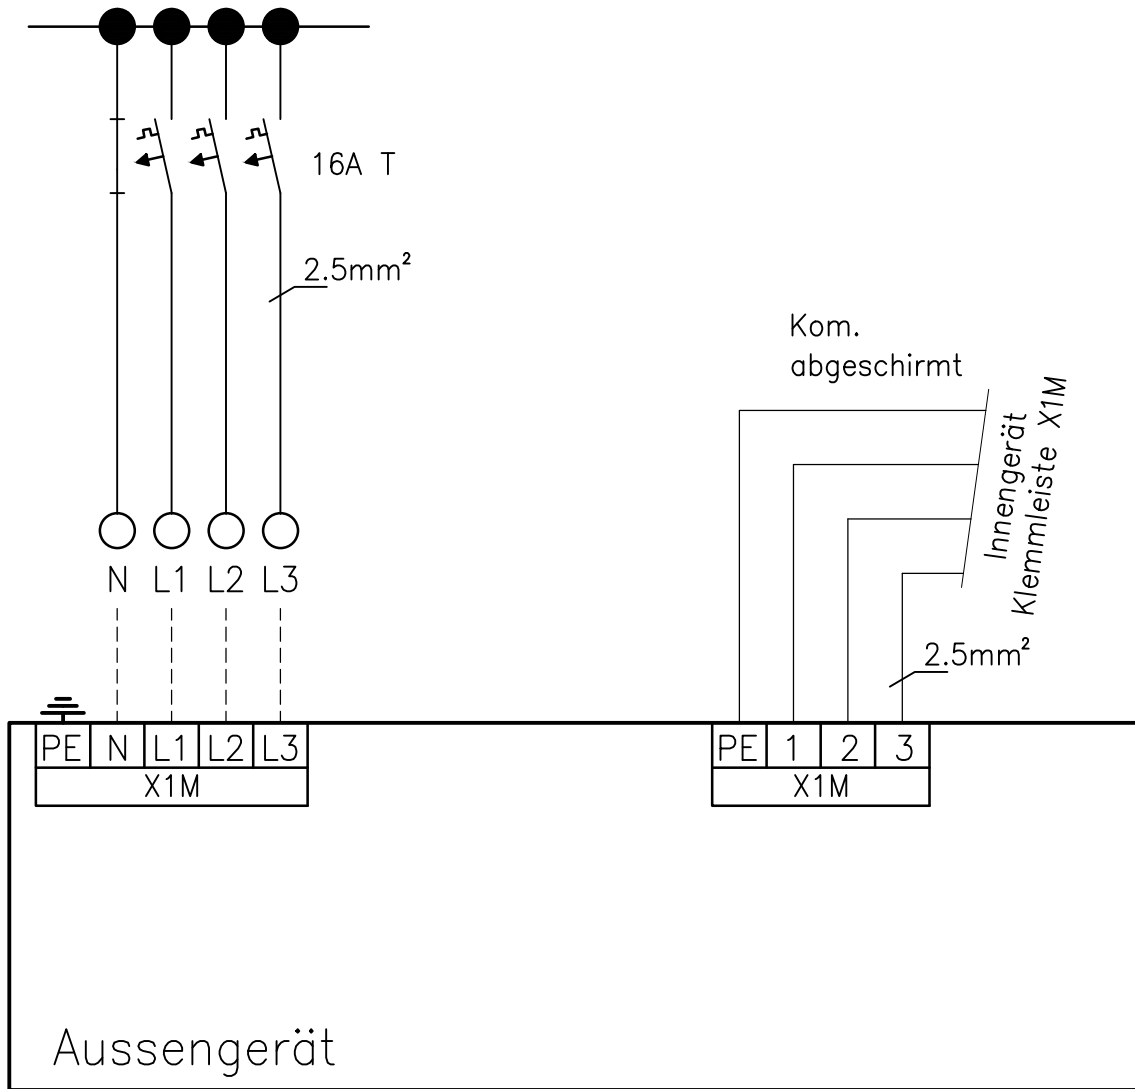 16A T
2.5mm²
Kom.
abgeschirmt
Innengerät
Klemmleiste X1M
N L1 L2 L3
2.5mm²
PE N L1 L2 L3
X1M
PE 1 2 3
X1M
Aussengerät